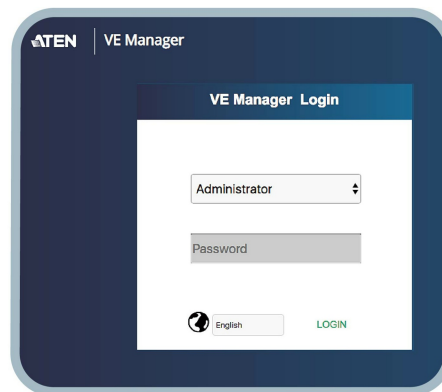 ATEN VE Manager
VE Manager Login
Administrator
Password
English LOGIN